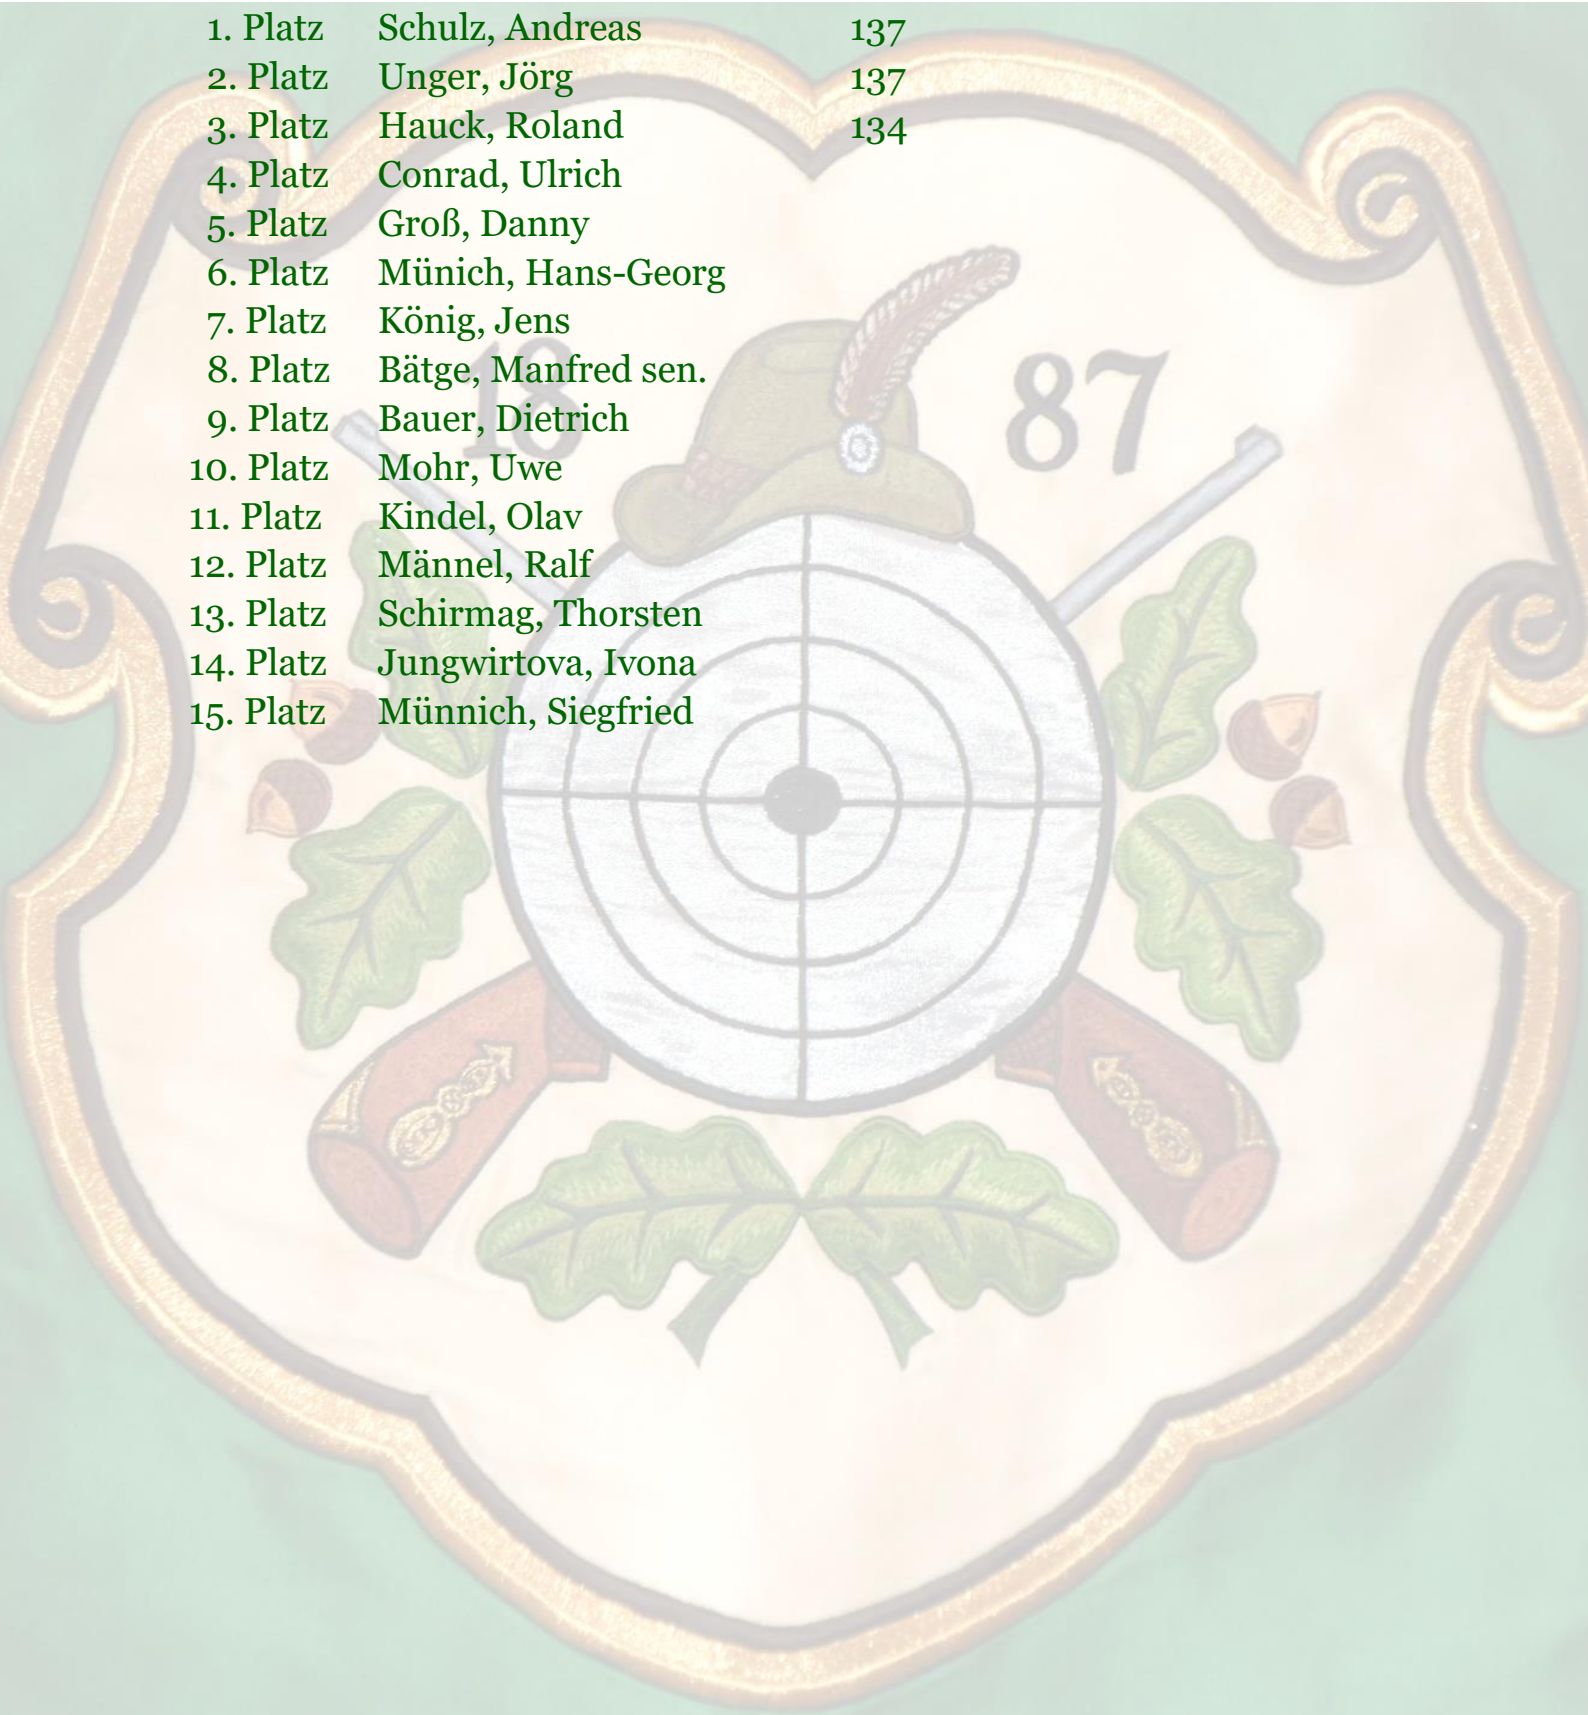 1. Platz Schulz, Andreas 137
2. Platz Unger, Jörg 137
3. Platz Hauck, Roland 134
4. Platz Conrad, Ulrich
5. Platz Groß, Danny
6. Platz Münich, Hans-Georg
7. Platz König, Jens
8. Platz Bätge, Manfred sen.
9. Platz Bauer, Dietrich
10. Platz Mohr, Uwe
11. Platz Kindel, Olav
12. Platz Männel, Ralf
13. Platz Schirmag, Thorsten
14. Platz Jungwirtova, Ivona
15. Platz Münnich, Siegfried
18 87